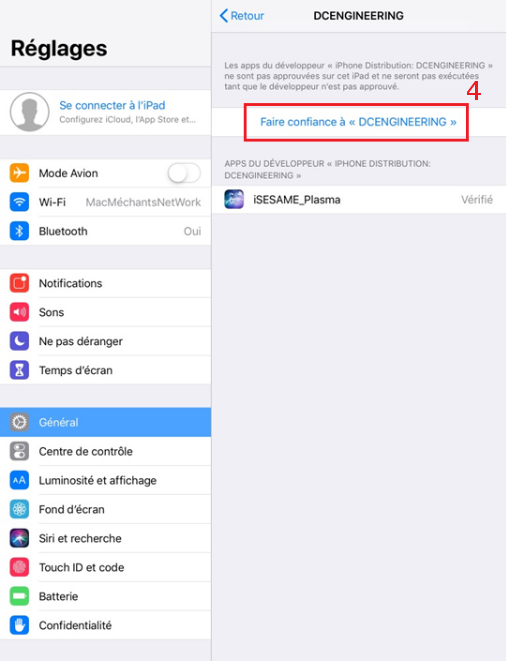 Réglages
Se connecter à l'iPad
Configurez iCloud, l'App Store et...
Mode Avion
Wi-Fi MacMéchantsNetWork
Bluetooth Oui
Notifications
Sons
Ne pas déranger
Temps d'écran
Général
Centre de contrôle
AA Luminosité et affichage
Fond d'écran
Siri et recherche
Touch ID et code
Batterie
Confidentialité
Retour DCENGINEERING
Les apps du développeur « iPhone Distribution: DCENGINEERING »
ne sont pas approuvées sur cet iPad et ne seront pas exécutées
tant que le développeur n'est pas approuvé.
4
Faire confiance à « DCENGINEERING »
APPS DU DÉVELOPPEUR « IPHONE DISTRIBUTION:
DCENGINEERING »
iSESAME_Plasma Vérifié